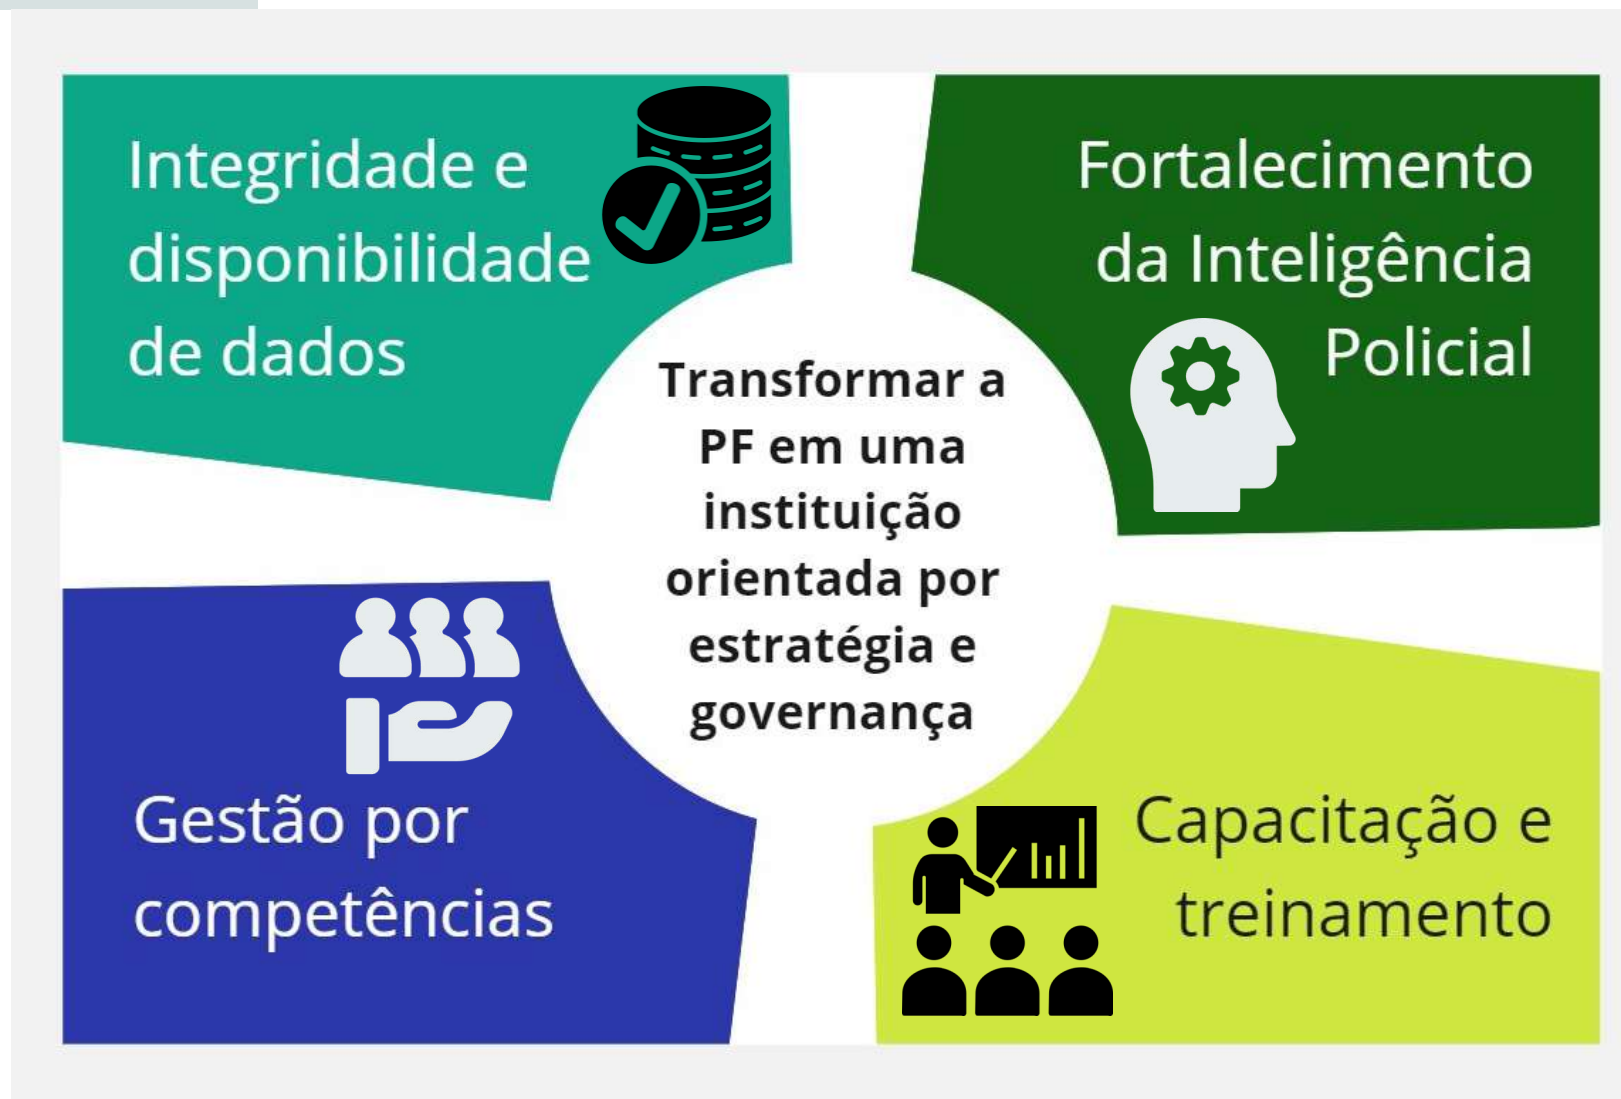 Integridade e
disponibilidade
de dados
Fortalecimento
da Inteligência
Policial
Transformar a
PF em uma
instituição
orientada por
estratégia e
governança
Gestão por
competências
Capacitação e
treinamento